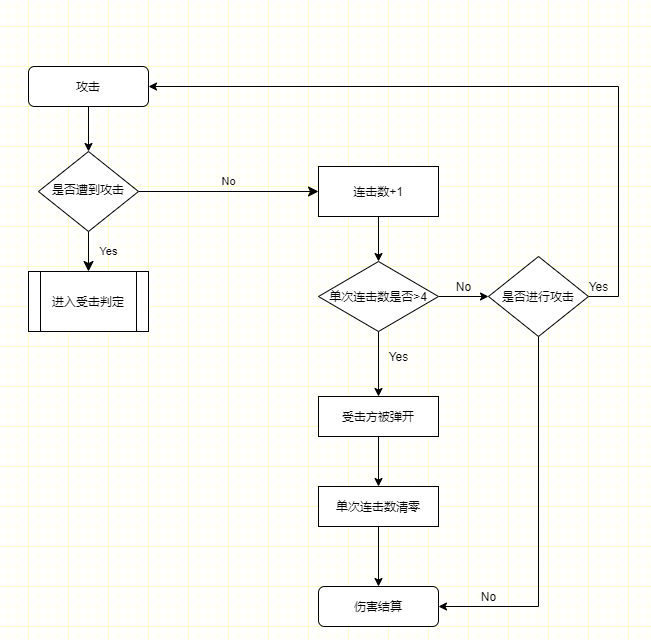 攻击
是否遭到攻击
No
连击数+1
Yes
进入受击判定
单次连击数是否>4
No
是否进行攻击
Yes
Yes
受击方被弹开
单次连击数清零
伤害结算
No